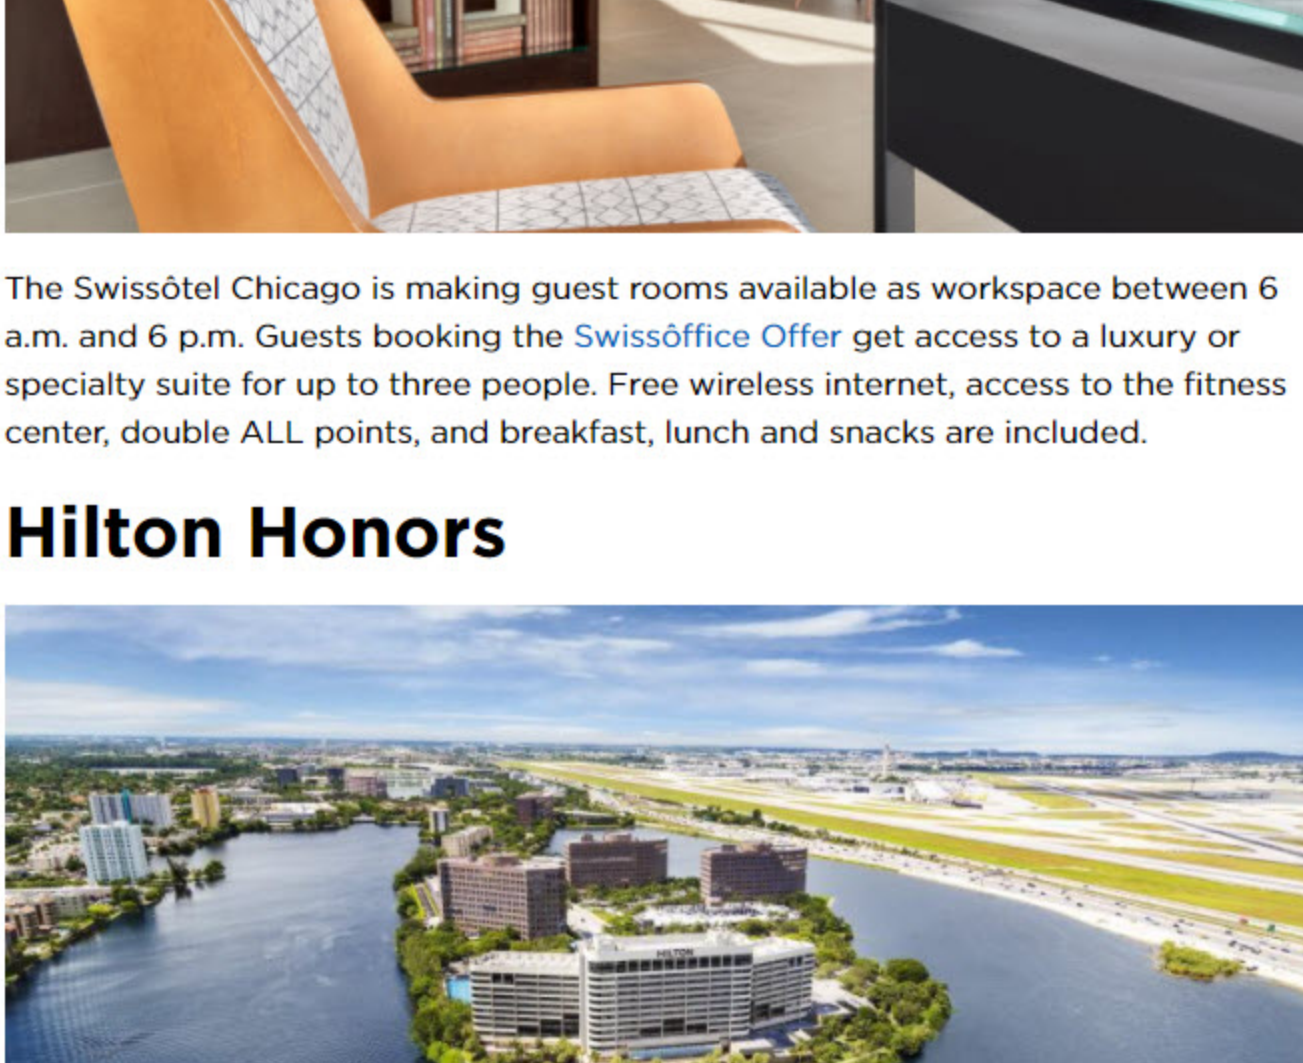 The Swissôtel Chicago is making guest rooms available as workspace between 6
a.m. and 6 p.m. Guests booking the Swissôffice Offer get access to a luxury or
specialty suite for up to three people. Free wireless internet, access to the fitness
center, double ALL points, and breakfast, lunch and snacks are included.
Hilton Honors
HILTON